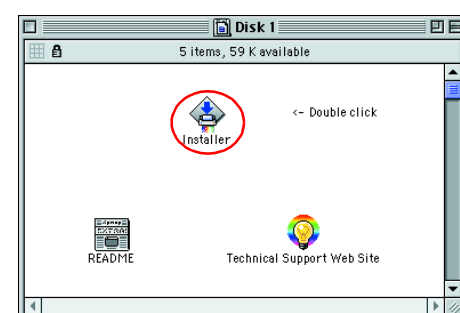 Disk 1
5 items, 59 K available
<- Double click
Installer
README
Technical Support Web Site